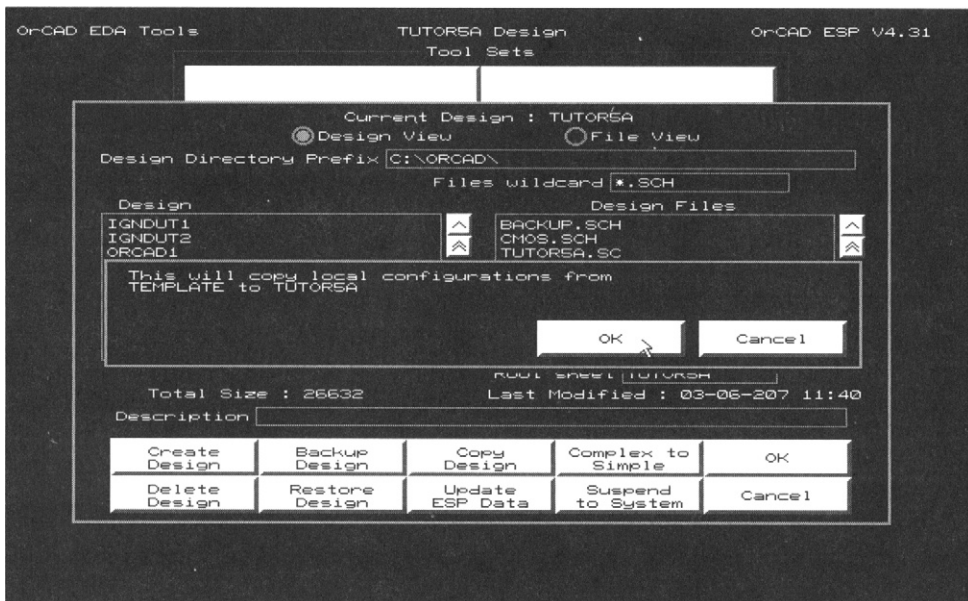 OrCAD EDA Tools TUTOR5A Design OrCAD ESP V4.31
Tool Sets
Current Design : TUTOR5A
Design View File View
Design Directory Prefix C:\ORCAD\
Files wildcard *.SCH
Design Design Files
IGNDUT1 BACKUP.SCH
IGNDUT2 CMOS.SCH
ORCAD1 TUTOR5A.SC
This will copy local configurations from
TEMPLATE to TUTOR5A
OK Cancel
Root Sheet TUTOR5A
Total Size : 26632 Last Modified : 03-06-207 11:40
Description
Create Design Backup Design Copy Design Complex to Simple OK
Delete Design Restore Design Update ESP Data Suspend to System Cancel